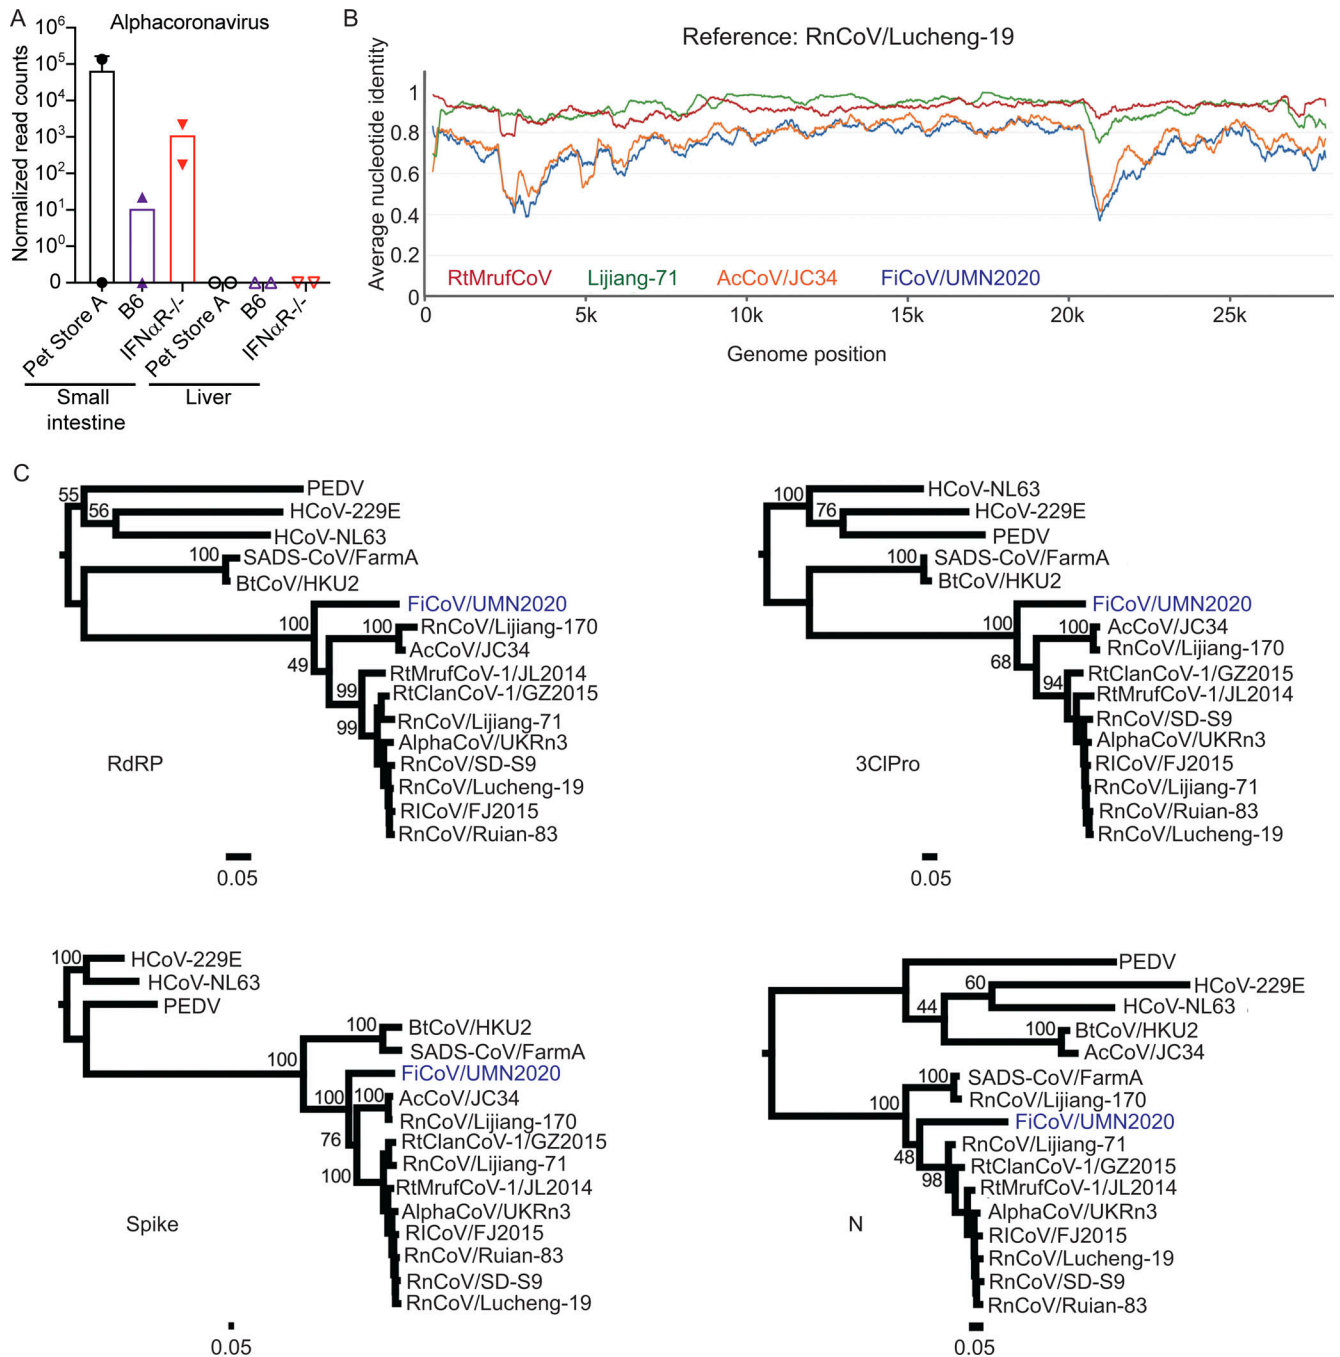 A
Alphacoronavirus
Normalized read counts
10⁶
10⁵
10⁴
10³
10²
10¹
10⁰
0
Pet Store A
B6
IFNαR-/-
Pet Store A
B6
IFNαR-/-
Small
intestine
Liver
B
Reference: RnCoV/Lucheng-19
Average nucleotide identity
1
0.8
0.6
0.4
0.2
0
RtMrufCoV
Lijiang-71
AcCoV/JC34
FiCoV/UMN2020
0
5k
10k
15k
20k
25k
Genome position
C
55
PEDV
56
HCoV-229E
HCoV-NL63
100
SADS-CoV/FarmA
BtCoV/HKU2
FiCoV/UMN2020
100
100
RnCoV/Lijiang-170
AcCoV/JC34
49
RtMrufCoV-1/JL2014
99
RtClanCoV-1/GZ2015
99
RnCoV/Lijiang-71
AlphaCoV/UKRn3
RnCoV/SD-S9
RnCoV/Lucheng-19
RICoV/FJ2015
RnCoV/Ruian-83
RdRP
0.05
100
HCoV-NL63
76
HCoV-229E
PEDV
100
SADS-CoV/FarmA
BtCoV/HKU2
FiCoV/UMN2020
100
100
AcCoV/JC34
RnCoV/Lijiang-170
68
RtClanCoV-1/GZ2015
94
RtMrufCoV-1/JL2014
RnCoV/SD-S9
AlphaCoV/UKRn3
RICoV/FJ2015
RnCoV/Lijiang-71
RnCoV/Ruian-83
RnCoV/Lucheng-19
3ClPro
0.05
100
HCoV-229E
HCoV-NL63
PEDV
100
BtCoV/HKU2
SADS-CoV/FarmA
100
FiCoV/UMN2020
100
100
AcCoV/JC34
RnCoV/Lijiang-170
76
RtClanCoV-1/GZ2015
RnCoV/Lijiang-71
100
RtMrufCoV-1/JL2014
AlphaCoV/UKRn3
RICoV/FJ2015
RnCoV/Ruian-83
RnCoV/SD-S9
RnCoV/Lucheng-19
Spike
0.05
PEDV
60
HCoV-229E
44
HCoV-NL63
100
BtCoV/HKU2
AcCoV/JC34
100
SADS-CoV/FarmA
RnCoV/Lijiang-170
100
FiCoV/UMN2020
RnCoV/Lijiang-71
48
RtClanCoV-1/GZ2015
98
RtMrufCoV-1/JL2014
AlphaCoV/UKRn3
RICoV/FJ2015
RnCoV/Lucheng-19
RnCoV/SD-S9
RnCoV/Ruian-83
N
0.05